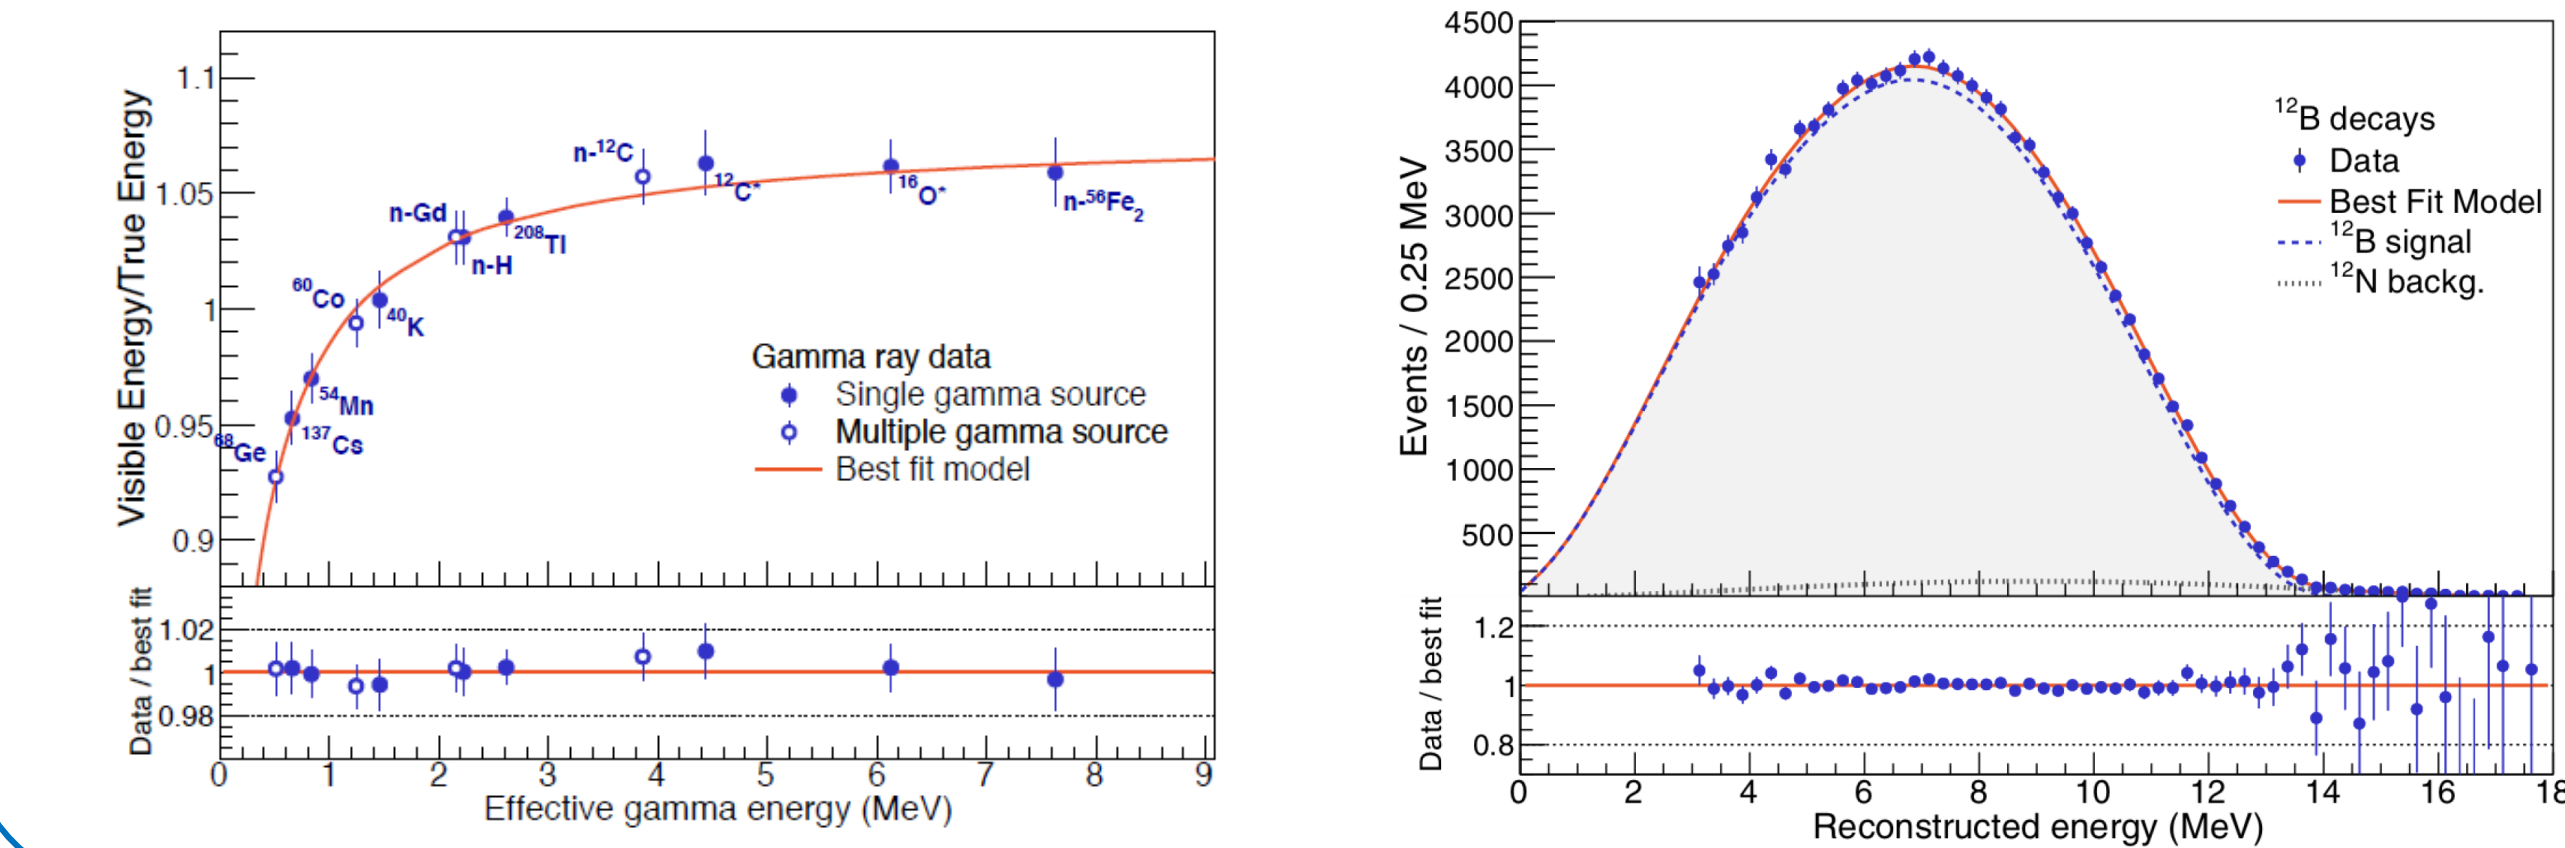 Visible Energy/True Energy
1.1
1.05
1
0.95
0.9
n-¹²C
¹²C*
¹⁶O*
n-⁵⁶Fe₂
n-Gd
²⁰⁸Tl
n-H
⁶⁰Co
⁴⁰K
⁵⁴Mn
¹³⁷Cs
⁶⁸Ge
Gamma ray data
Single gamma source
Multiple gamma source
Best fit model
Data / best fit
1.02
1
0.98
0 1 2 3 4 5 6 7 8 9
Effective gamma energy (MeV)
Events / 0.25 MeV
4500
4000
3500
3000
2500
2000
1500
1000
500
¹²B decays
Data
Best Fit Model
¹²B signal
¹²N backg.
Data / best fit
1.2
1
0.8
0 2 4 6 8 10 12 14 16 18
Reconstructed energy (MeV)